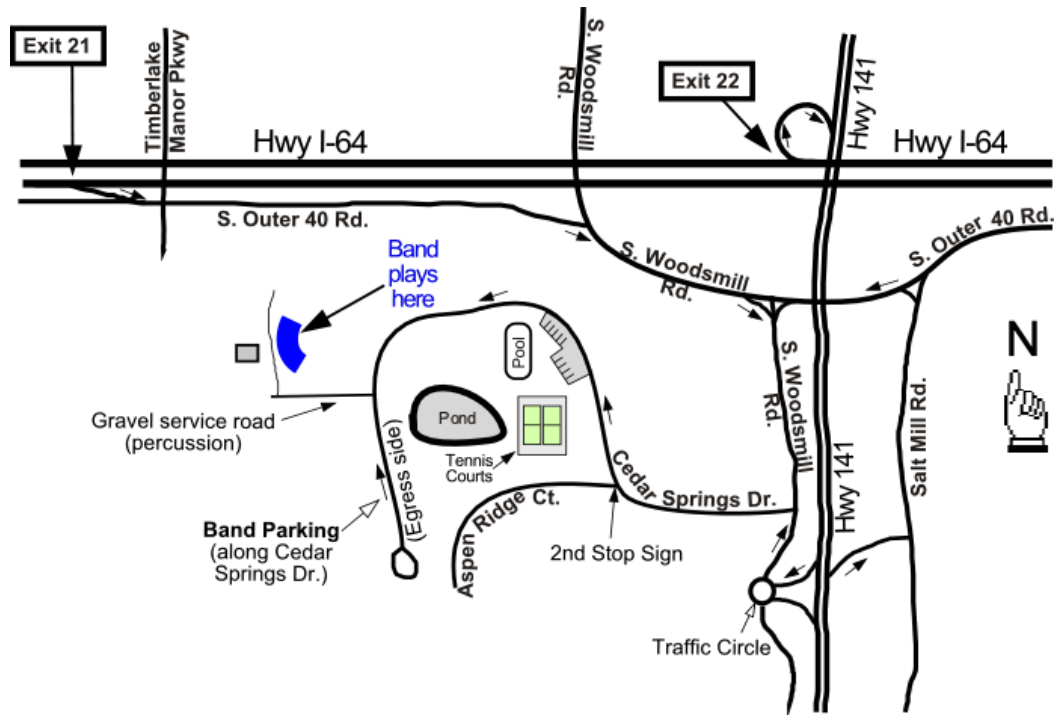 Exit 21
Timberlake
Manor Pkwy
S. Woodsmill
Rd.
Exit 22
Hwy 141
Hwy I-64
Hwy I-64
S. Outer 40 Rd.
S. Woodsmill
Rd.
S. Outer 40 Rd.
Band
plays
here
Pool
S. Woodsmill
Rd.
N
Gravel service road
(percussion)
Pond
Tennis
Courts
(Egress side)
Cedar Springs Dr.
Hwy 141
Salt Mill Rd.
Band Parking
(along Cedar
Springs Dr.)
Aspen Ridge Ct.
2nd Stop Sign
Traffic Circle